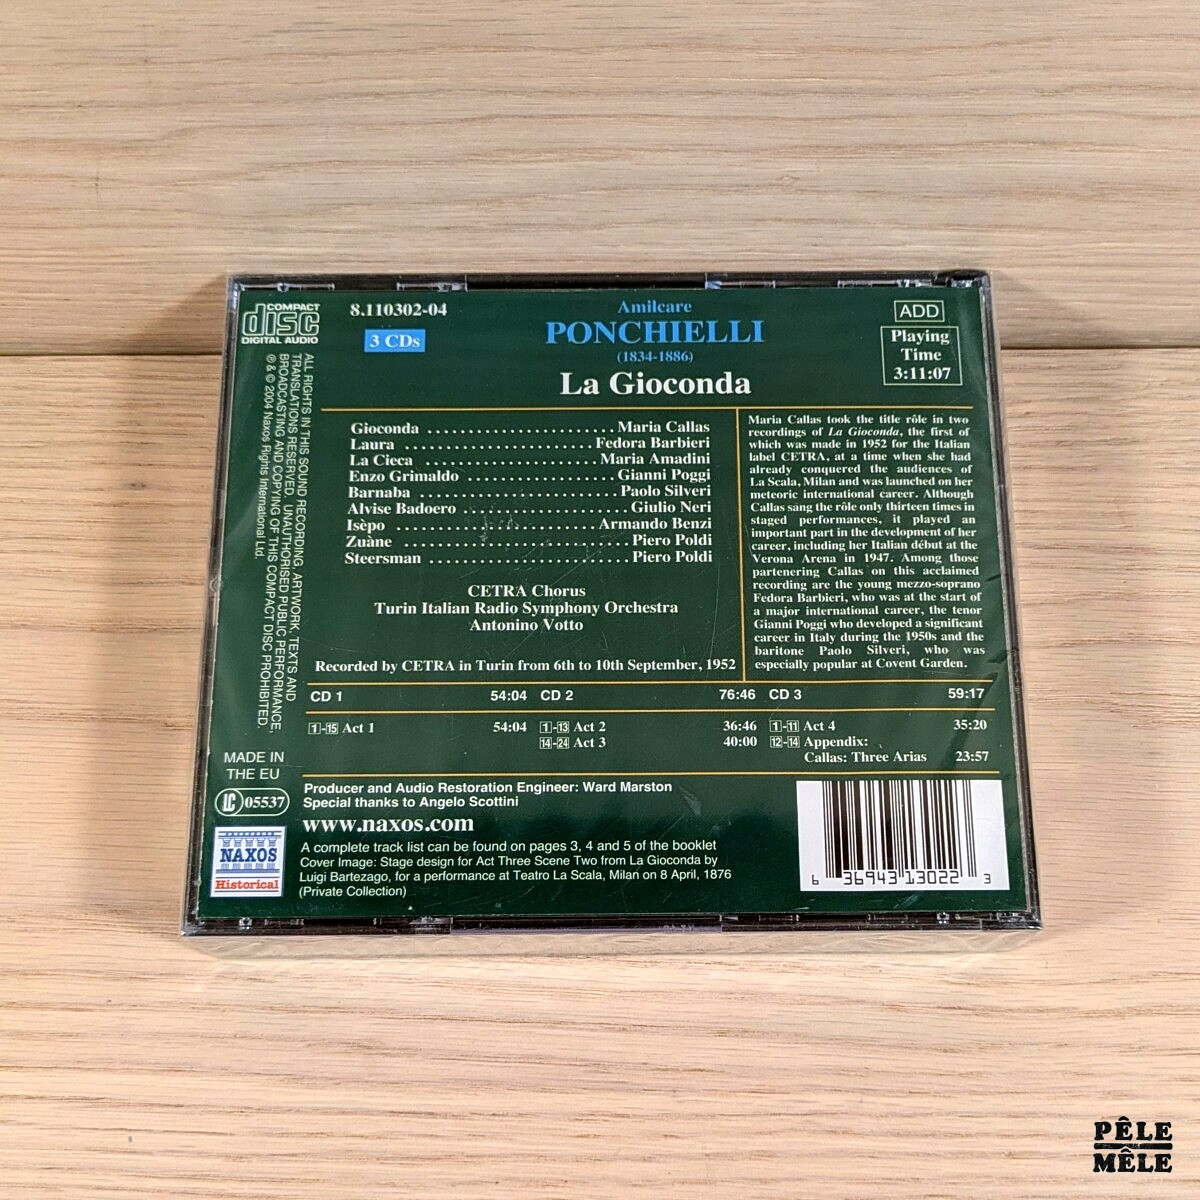 COMPACT
disc
DIGITAL AUDIO
8.110302-04
3 CDs
Amilcare
PONCHIELLI
(1834-1886)
La Gioconda
ADD
Playing
Time
3:11:07
ALL RIGHTS IN THIS SOUND RECORDING, ARTWORK, TEXTS AND
TRANSLATIONS RESERVED. UNAUTHORISED PUBLIC PERFORMANCE,
BROADCASTING AND COPYING OF THIS COMPACT DISC PROHIBITED.
℗ & © 2004 Naxos Rights International Ltd.
Gioconda ........................Maria Callas
Laura ..........................Fedora Barbieri
La Cieca ......................Maria Amadini
Enzo Grimaldo ....................Gianni Poggi
Barnaba ..........................Paolo Silveri
Alvise Badoero ......................Giulio Neri
Isèpo ..........................Armando Benzi
Zuàne ............................Piero Poldi
Steersman .........................Piero Poldi
CETRA Chorus
Turin Italian Radio Symphony Orchestra
Antonino Votto
Recorded by CETRA in Turin from 6th to 10th September, 1952
Maria Callas took the title rôle in two
recordings of La Gioconda, the first of
which was made in 1952 for the Italian
label CETRA, at a time when she had
already conquered the audiences of
La Scala, Milan and was launched on her
meteoric international career. Although
Callas sang the rôle only thirteen times in
staged performances, it played an
important part in the development of her
career, including her Italian début at the
Verona Arena in 1947. Among those
partenering Callas on this acclaimed
recording are the young mezzo-soprano
Fedora Barbieri, who was at the start of
a major international career, the tenor
Gianni Poggi who developed a significant
career in Italy during the 1950s and the
baritone Paolo Silveri, who was
especially popular at Covent Garden.
CD 1 54:04 CD 2 76:46 CD 3 59:17
1-15 Act 1 54:04 1-13 Act 2 36:46 1-11 Act 4 35:20
14-24 Act 3 40:00 12-14 Appendix:
Callas: Three Arias 23:57
MADE IN
THE EU
LC 05537
NAXOS
Historical
Producer and Audio Restoration Engineer: Ward Marston
Special thanks to Angelo Scottini
www.naxos.com
A complete track list can be found on pages 3, 4 and 5 of the booklet
Cover Image: Stage design for Act Three Scene Two from La Gioconda by
Luigi Bartezago, for a performance at Teatro La Scala, Milan on 8 April, 1876
(Private Collection)
6 36943 13022 3
PÊLE
MÊLE